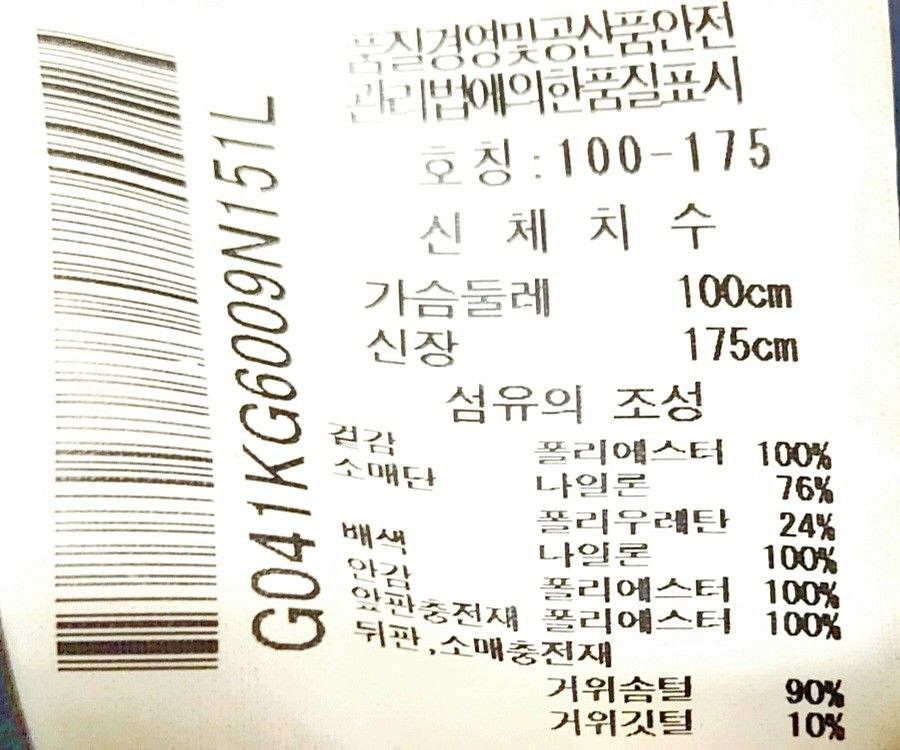 품질경영및공산품안전
관리법에의한품질표시
호칭:100-175
신체치수
가슴둘레 100cm
신장 175cm
섬유의 조성
겉감 폴리에스터 100%
소매단 나일론 76%
폴리우레탄 24%
배색 나일론 100%
안감 폴리에스터 100%
앞판충전재 폴리에스터 100%
뒤판,소매충전재
거위솜털 90%
거위깃털 10%
G041KG6009N151L